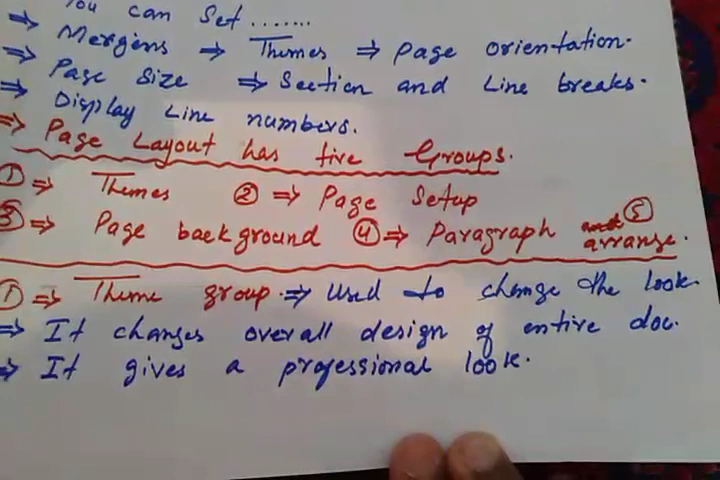 You can set .......
⇒ Mergins ⇒ Themes ⇒ page orientation.
⇒ Page size ⇒ Section and Line breaks.
⇒ Display Line numbers.
⇒ Page Layout has five Groups.
① ⇒ Themes ② ⇒ Page Setup
③ ⇒ Page background ④ ⇒ Paragraph and ⑤ arrange.
① ⇒ Theme group. ⇒ Used to change the look.
⇒ It changes overall design of entire doc.
⇒ It gives a professional look.